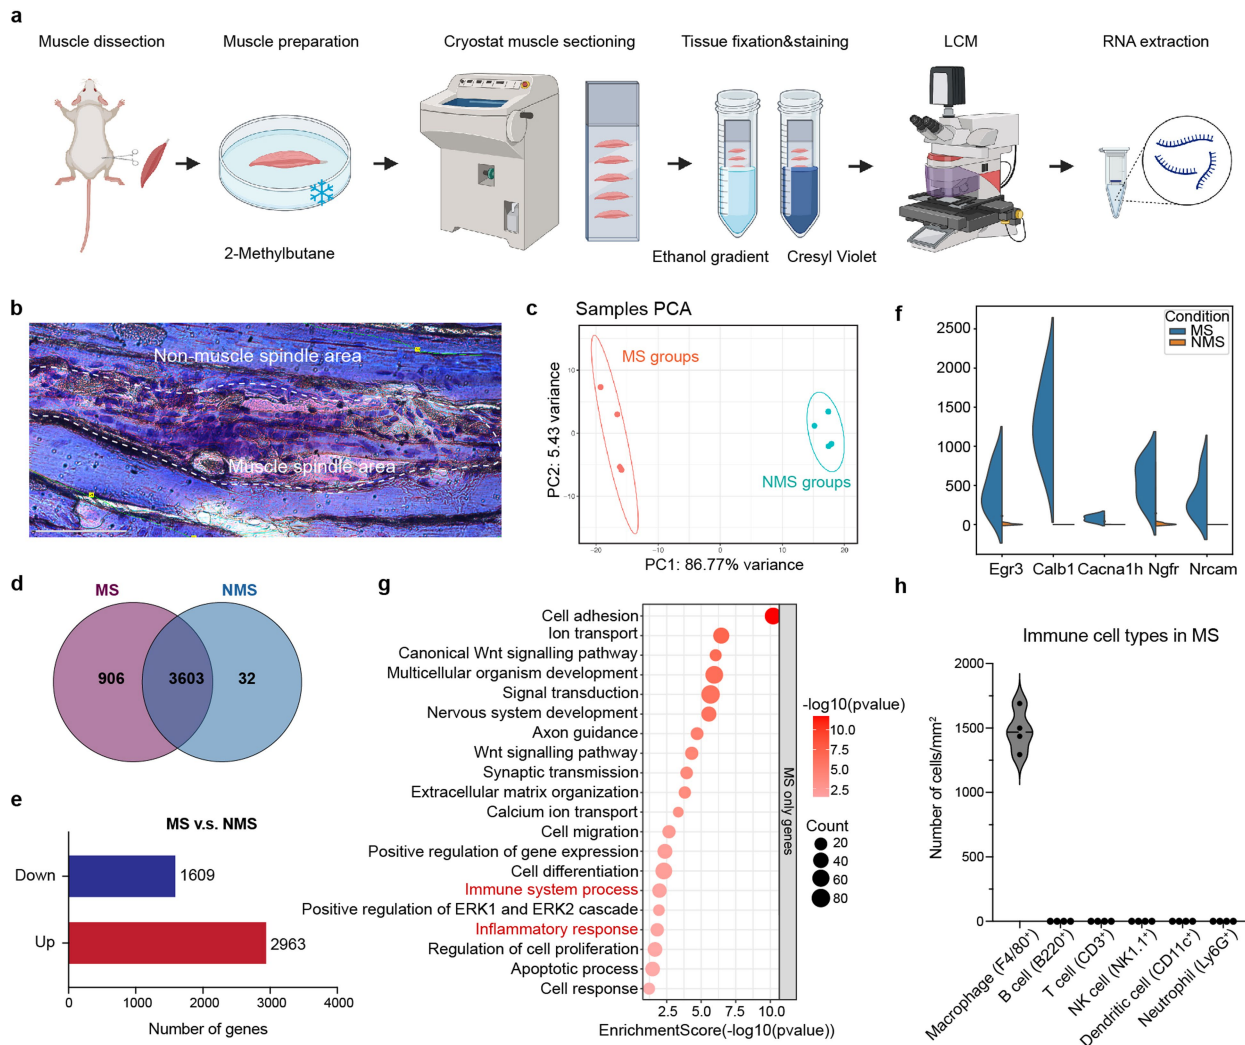 a
Muscle dissection
Muscle preparation
Cryostat muscle sectioning
Tissue fixation&staining
LCM
RNA extraction
2-Methylbutane
Ethanol gradient
Cresyl Violet
b
Non-muscle spindle area
Muscle spindle area
c
Samples PCA
MS groups
NMS groups
PC2: 5.43 variance
10
0
-10
-20
-10
0
10
20
PC1: 86.77% variance
f
Condition
MS
NMS
2500
2000
1500
1000
500
0
Egr3
Calb1
Cacna1h
Ngfr
Nrcam
d
MS
NMS
906
3603
32
e
MS v.s. NMS
Down
1609
Up
2963
0
1000
2000
3000
4000
Number of genes
g
Cell adhesion
Ion transport
Canonical Wnt signalling pathway
Multicellular organism development
Signal transduction
Nervous system development
Axon guidance
Wnt signalling pathway
Synaptic transmission
Extracellular matrix organization
Calcium ion transport
Cell migration
Positive regulation of gene expression
Cell differentiation
Immune system process
Positive regulation of ERK1 and ERK2 cascade
Inflammatory response
Regulation of cell proliferation
Apoptotic process
Cell response
2.5
5.0
7.5
10.0
EnrichmentScore(-log10(pvalue))
MS only genes
-log10(pvalue)
10.0
7.5
5.0
2.5
Count
20
40
60
80
h
Immune cell types in MS
Number of cells/mm²
2000
1500
1000
500
0
Macrophage (F4/80⁺)
B cell (B220⁺)
T cell (CD3⁺)
NK cell (NK1.1⁺)
Dendritic cell (CD11c⁺)
Neutrophil (Ly6G⁺)